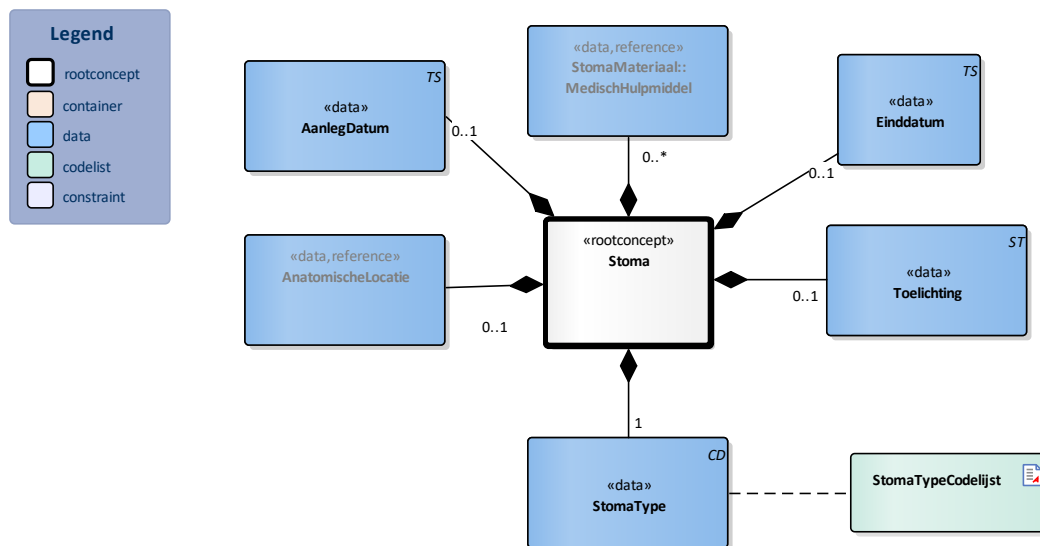 Legend
rootconcept
container
data
codelist
constraint
TS
«data»
AanlegDatum
0..1
«data,reference»
StomaMateriaal::
MedischHulpmiddel
0..*
TS
«data»
Einddatum
0..1
«data,reference»
AnatomischeLocatie
0..1
«rootconcept»
Stoma
ST
«data»
Toelichting
0..1
1
CD
«data»
StomaType
StomaTypeCodelijst